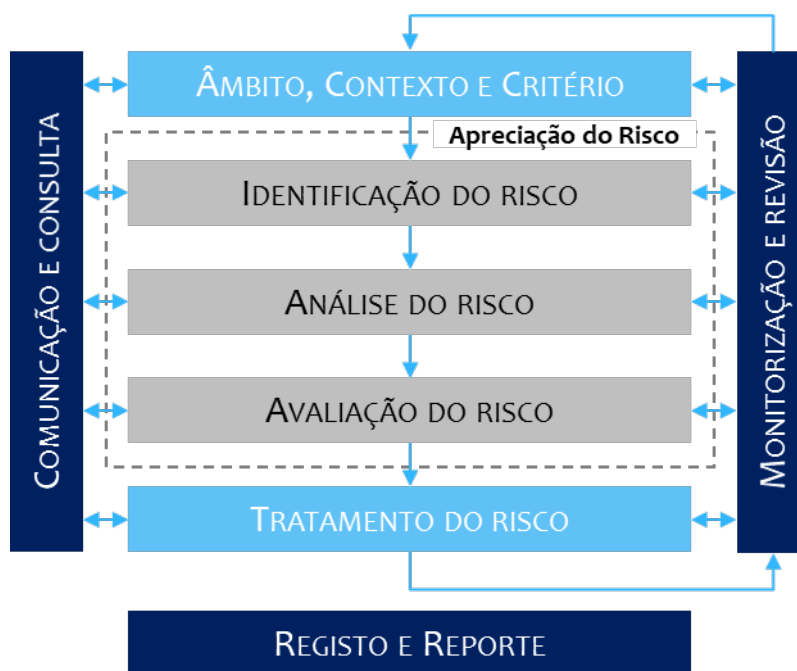 Âmbito, Contexto e Critério
Apreciação do Risco
Identificação do risco
Análise do risco
Avaliação do risco
Tratamento do risco
Comunicação e consulta
Monitorização e revisão
Registo e Reporte